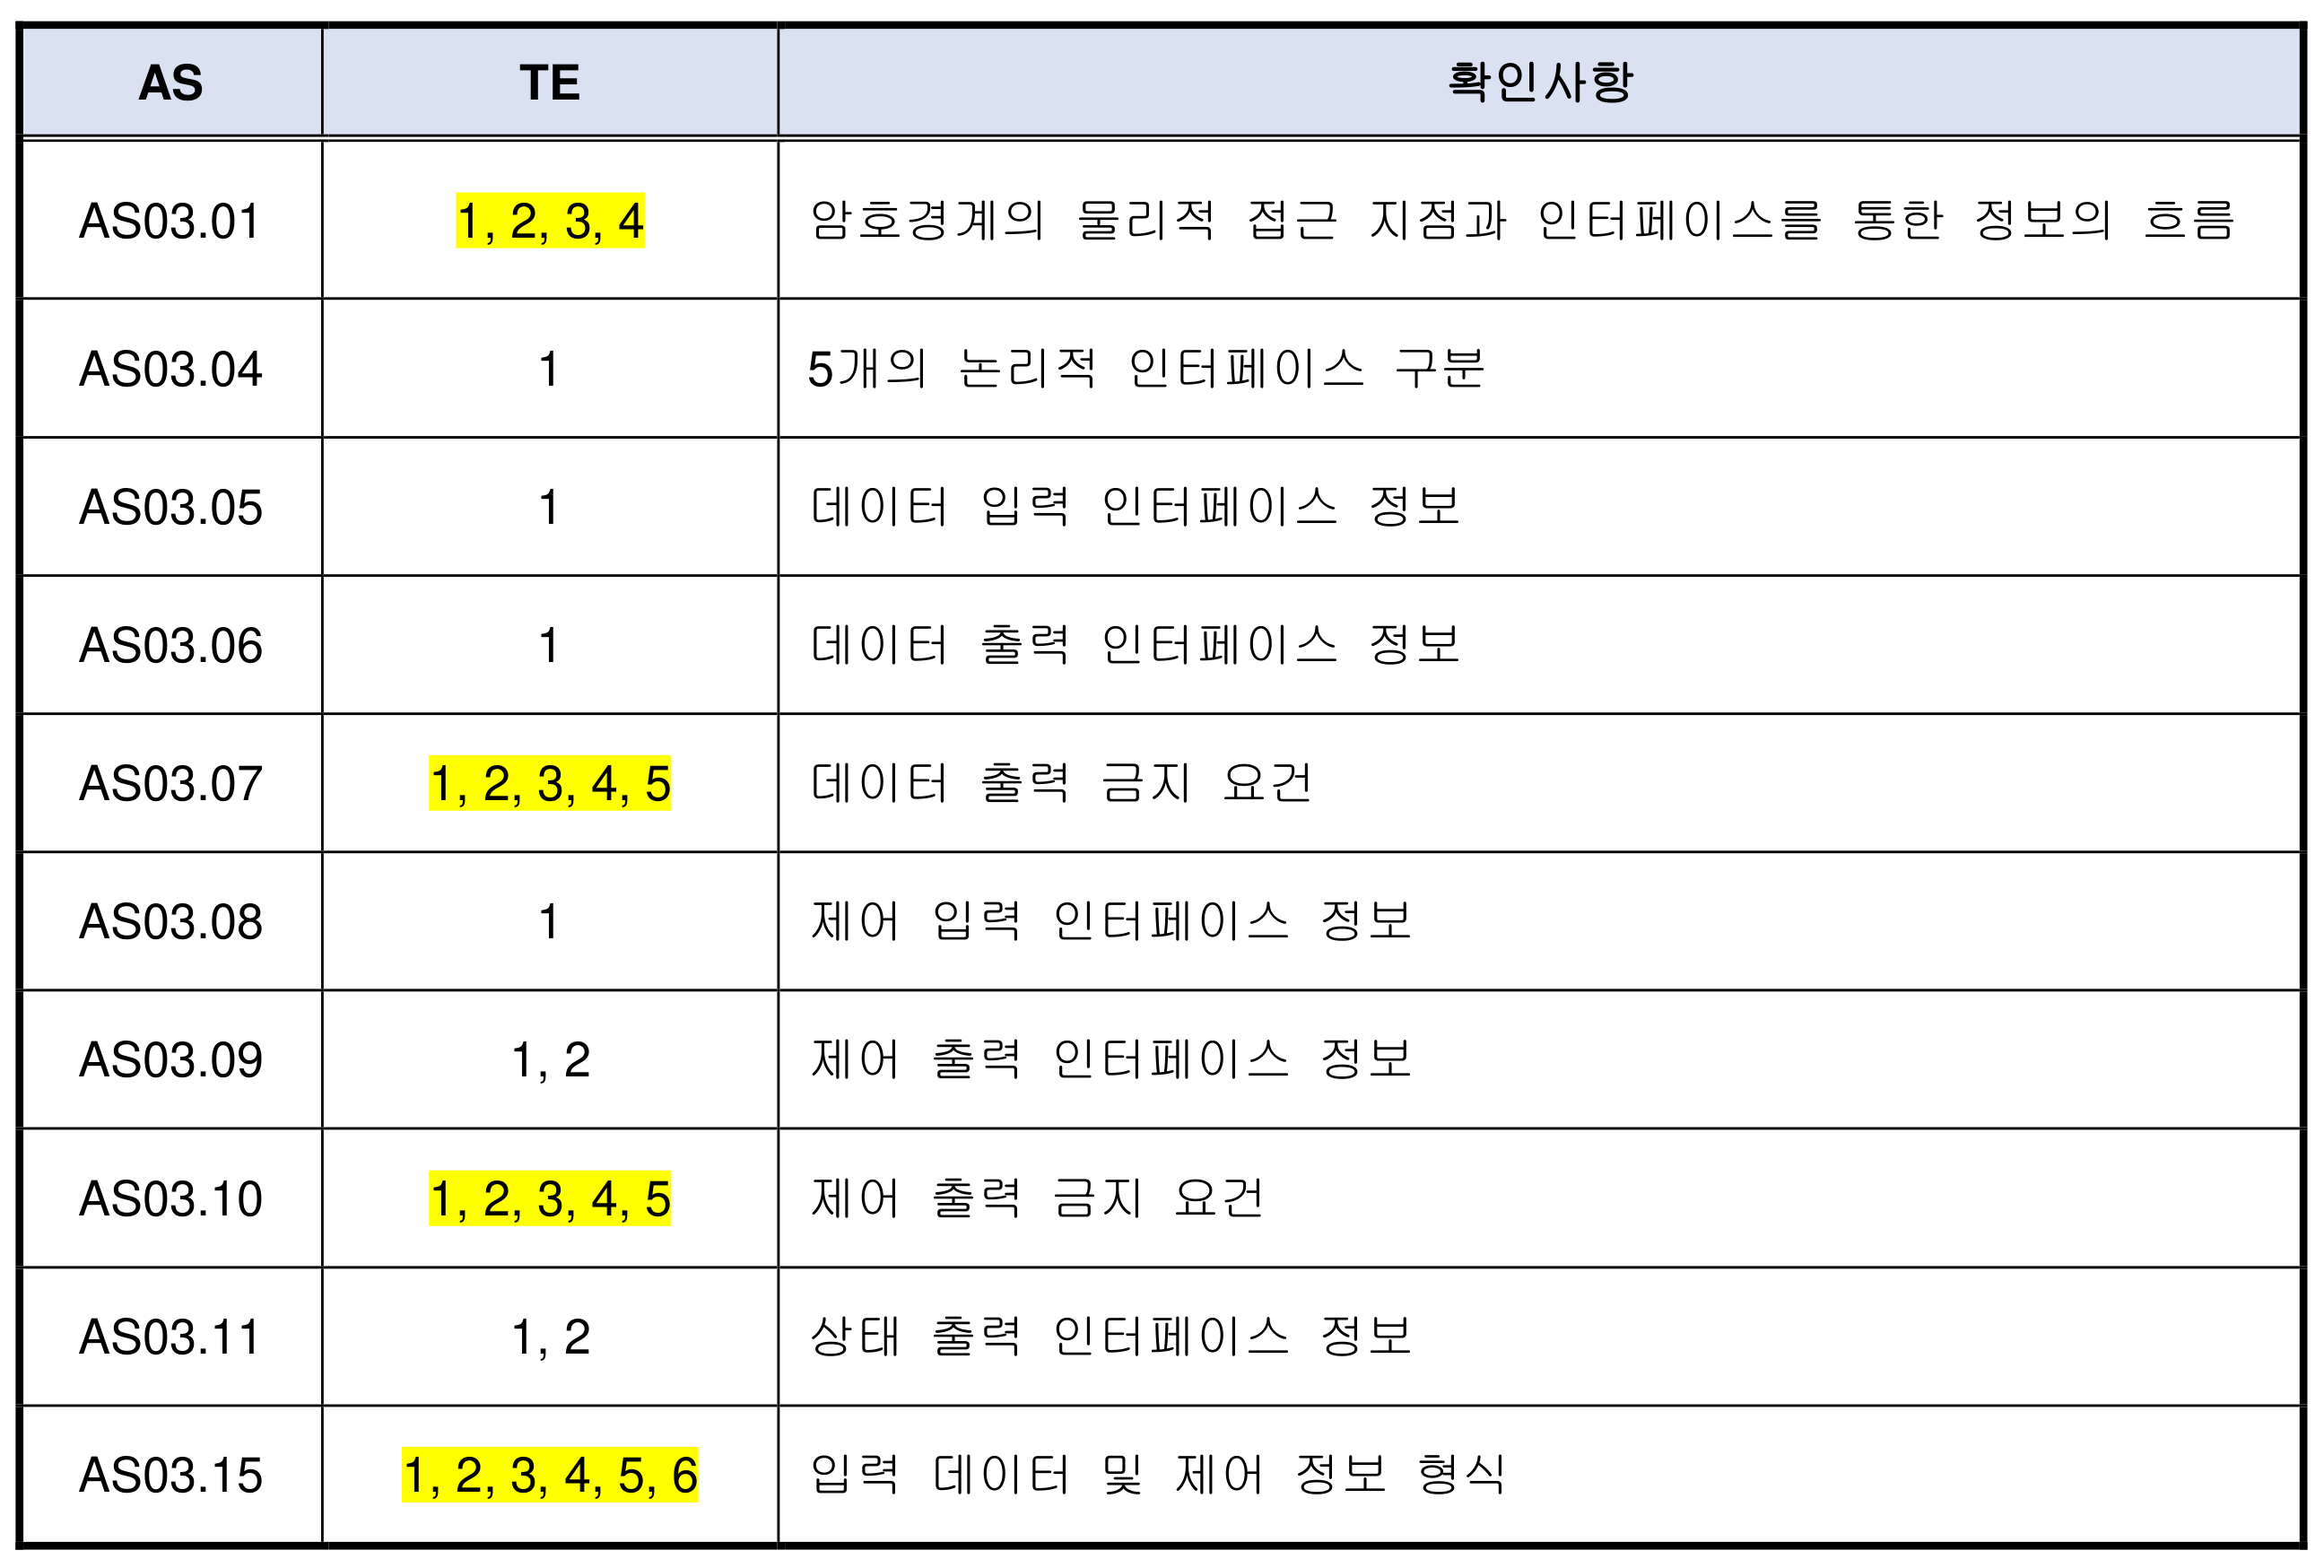 AS TE 확인사항
AS03.01 1, 2, 3, 4 암호경계의 물리적 접근 지점과 인터페이스를 통한 정보의 흐름
AS03.04 1 5개의 논리적 인터페이스 구분
AS03.05 1 데이터 입력 인터페이스 정보
AS03.06 1 데이터 출력 인터페이스 정보
AS03.07 1, 2, 3, 4, 5 데이터 출력 금지 요건
AS03.08 1 제어 입력 인터페이스 정보
AS03.09 1, 2 제어 출력 인터페이스 정보
AS03.10 1, 2, 3, 4, 5 제어 출력 금지 요건
AS03.11 1, 2 상태 출력 인터페이스 정보
AS03.15 1, 2, 3, 4, 5, 6 입력 데이터 및 제어 정보 형식